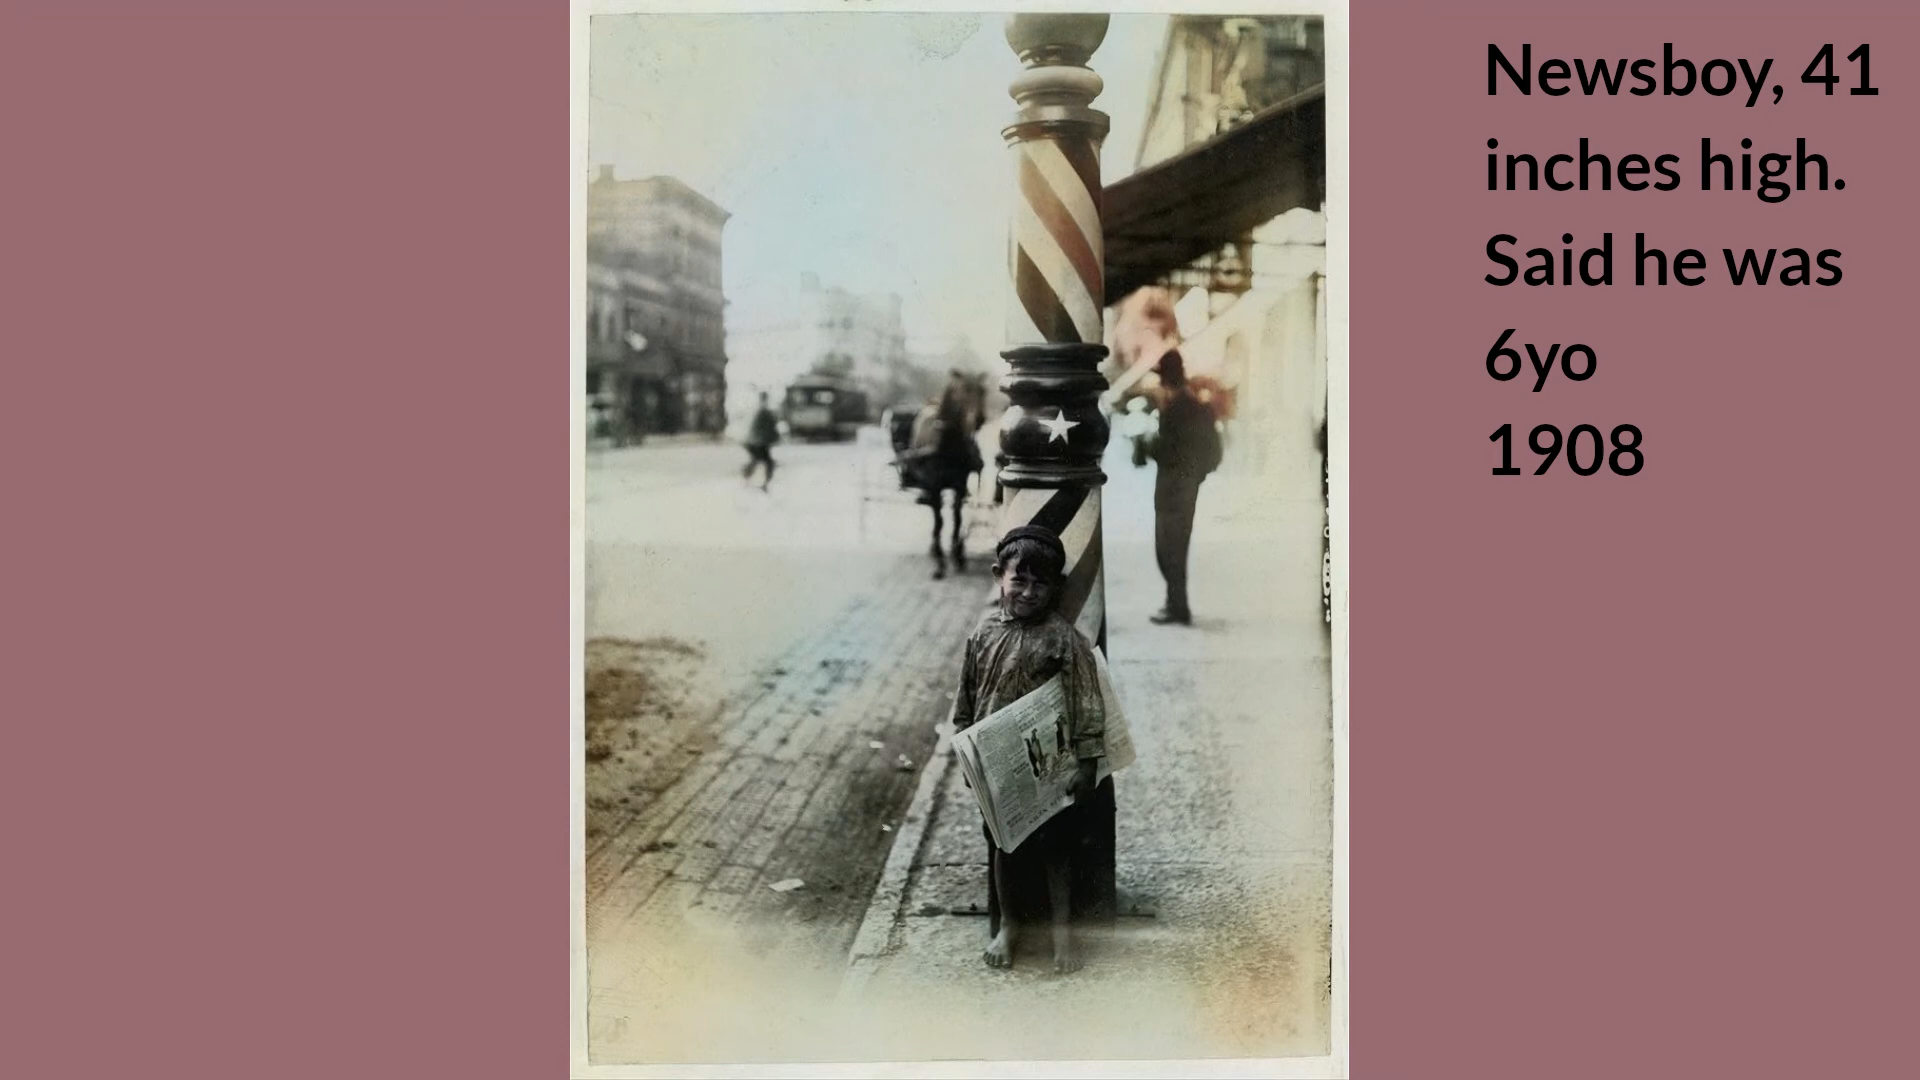 Newsboy, 41
inches high.
Said he was
6yo
1908